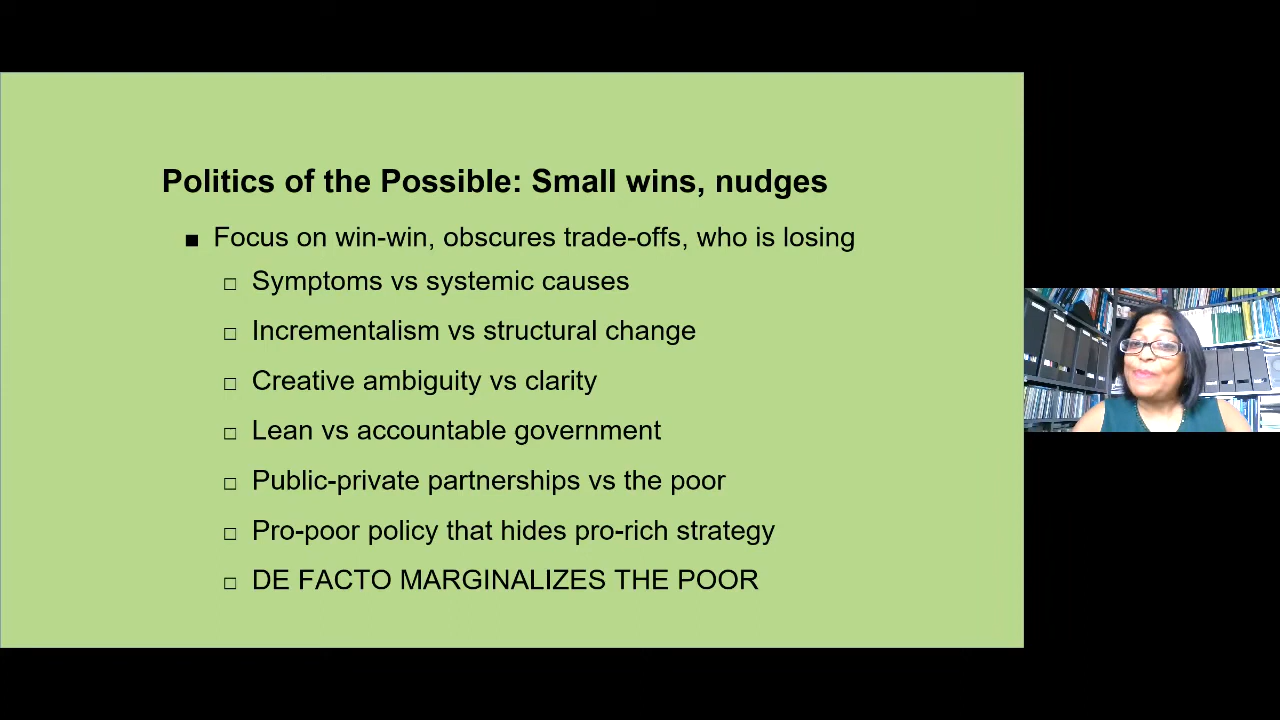 Politics of the Possible: Small wins, nudges
■ Focus on win-win, obscures trade-offs, who is losing
□ Symptoms vs systemic causes
□ Incrementalism vs structural change
□ Creative ambiguity vs clarity
□ Lean vs accountable government
□ Public-private partnerships vs the poor
□ Pro-poor policy that hides pro-rich strategy
□ DE FACTO MARGINALIZES THE POOR